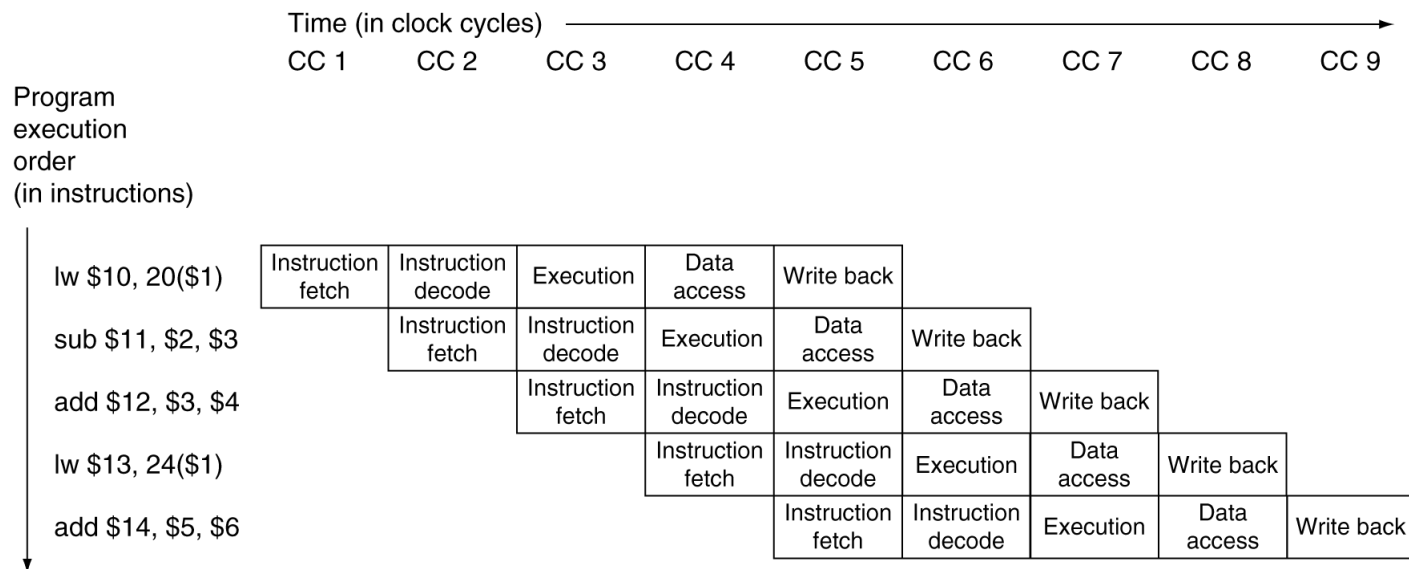 Time (in clock cycles)
CC 1 CC 2 CC 3 CC 4 CC 5 CC 6 CC 7 CC 8 CC 9
Program
execution
order
(in instructions)
lw $10, 20($1)
Instruction
fetch
Instruction
decode
Execution
Data
access
Write back
sub $11, $2, $3
Instruction
fetch
Instruction
decode
Execution
Data
access
Write back
add $12, $3, $4
Instruction
fetch
Instruction
decode
Execution
Data
access
Write back
lw $13, 24($1)
Instruction
fetch
Instruction
decode
Execution
Data
access
Write back
add $14, $5, $6
Instruction
fetch
Instruction
decode
Execution
Data
access
Write back